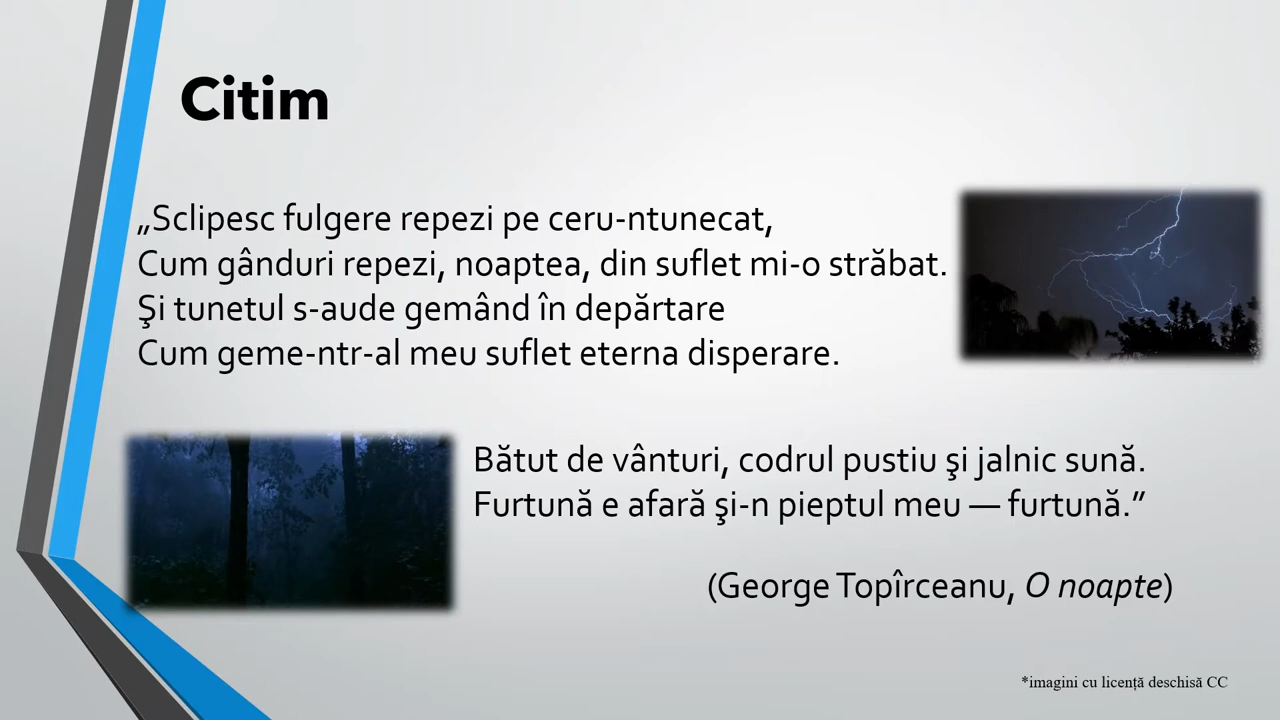 Citim
„Sclipesc fulgere repezi pe ceru-ntunecat,
Cum gânduri repezi, noaptea, din suflet mi-o străbat.
Şi tunetul s-aude gemând în depărtare
Cum geme-ntr-al meu suflet eterna disperare.
Bătut de vânturi, codrul pustiu şi jalnic sună.
Furtună e afară şi-n pieptul meu — furtună.”
(George Topîrceanu, O noapte)
*imagini cu licență deschisă CC